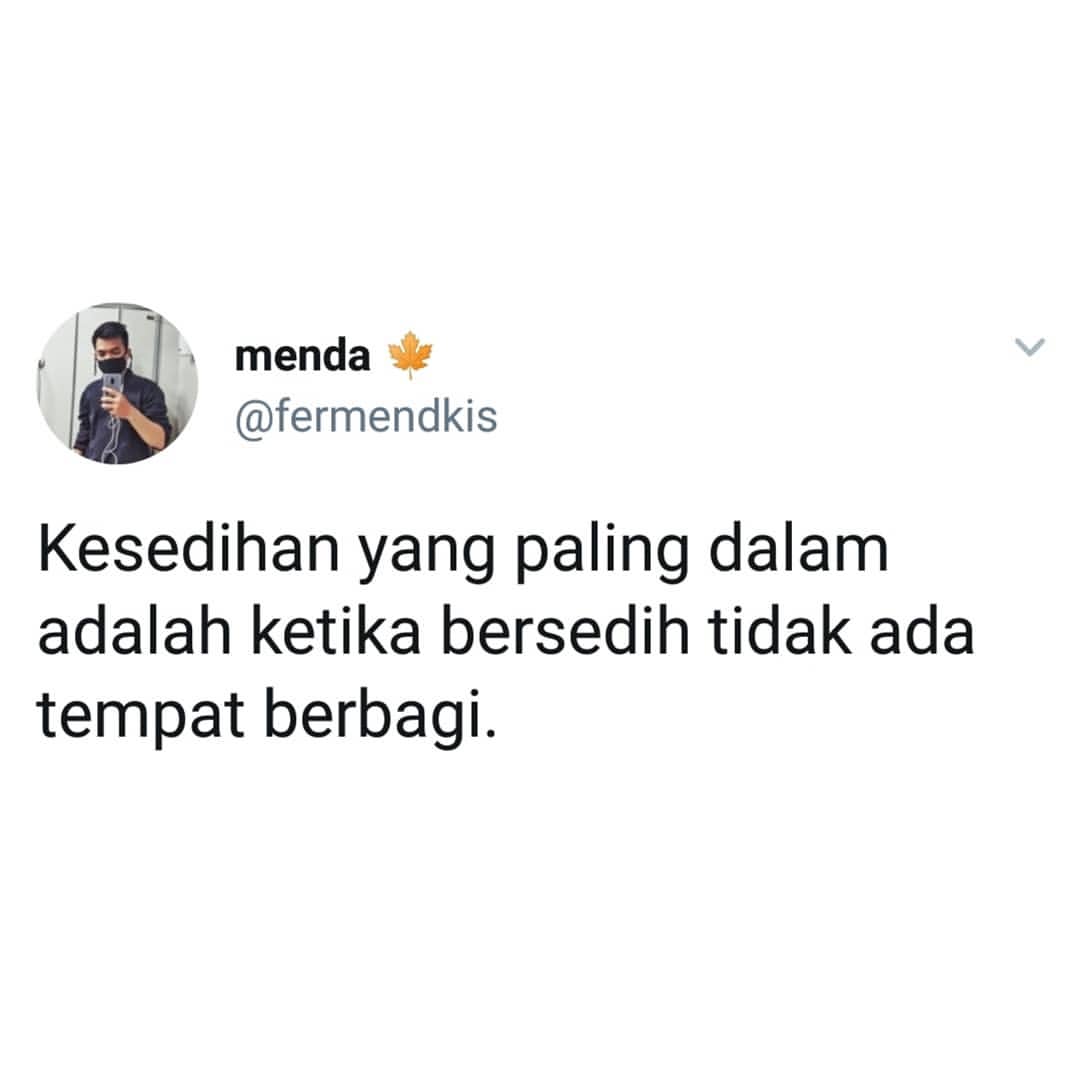 menda 🍁
@fermendkis
Kesedihan yang paling dalam
adalah ketika bersedih tidak ada
tempat berbagi.